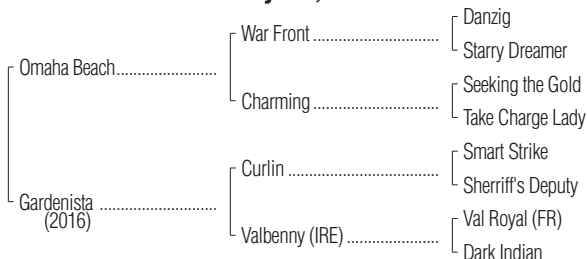 War Front
Danzig
Starry Dreamer
Omaha Beach
Charming
Seeking the Gold
Take Charge Lady
Curlin
Smart Strike
Sherriff's Deputy
Gardenista
(2016)
Valbenny (IRE)
Val Royal (FR)
Dark Indian